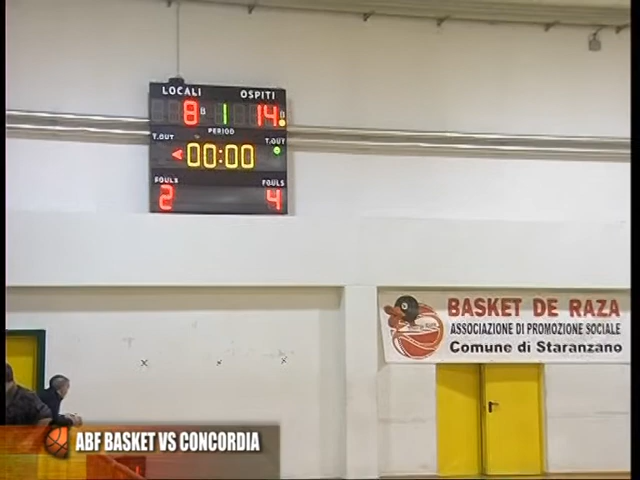 LOCALI OSPITI
8 B 1 14 B
PERIOD
T.OUT T.OUT
00:00
FOULS FOULS
2 4
BASKET DE RAZA
ASSOCIAZIONE DI PROMOZIONE SOCIALE
Comune di Staranzano
ABF BASKET VS CONCORDIA